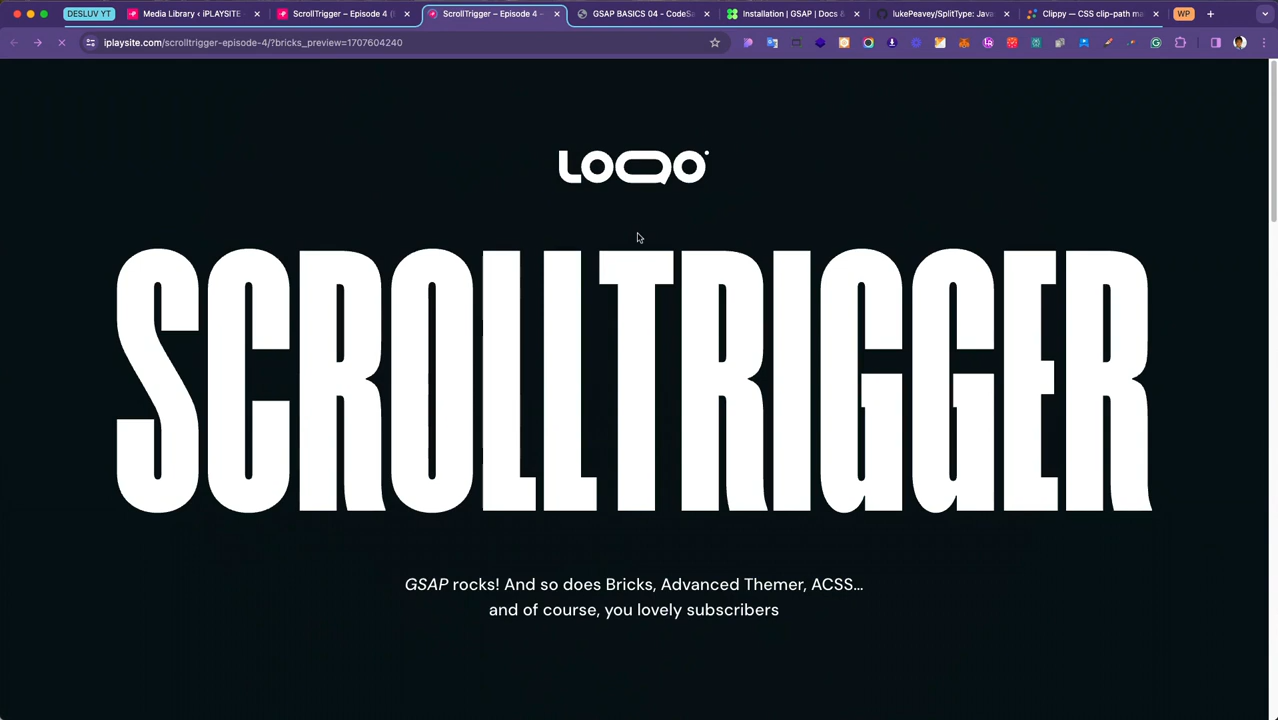 DESLUV YT
Media Library ‹ iPLAYSITE
ScrollTrigger – Episode 4 (
ScrollTrigger – Episode 4 –
GSAP BASICS 04 - CodeSa
Installation | GSAP | Docs &
lukePeavey/SplitType: Java
Clippy — CSS clip-path ma
WP
iplaysite.com/scrolltrigger-episode-4/?bricks_preview=1707604240
LOQO
SCROLLTRIGGER
GSAP rocks! And so does Bricks, Advanced Themer, ACSS...
and of course, you lovely subscribers